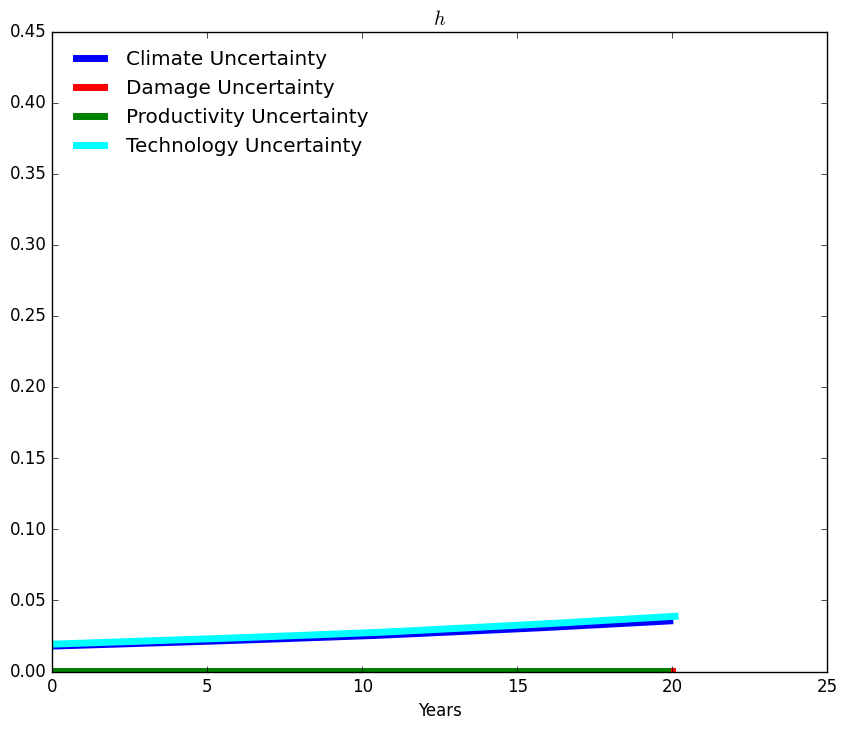 h
0.45
Climate Uncertainty
Damage Uncertainty
Productivity Uncertainty
Technology Uncertainty
0.40
0.35
0.30
0.25
0.20
0.15
0.10
0.05
0.00
0 5 10 15 20 25
Years